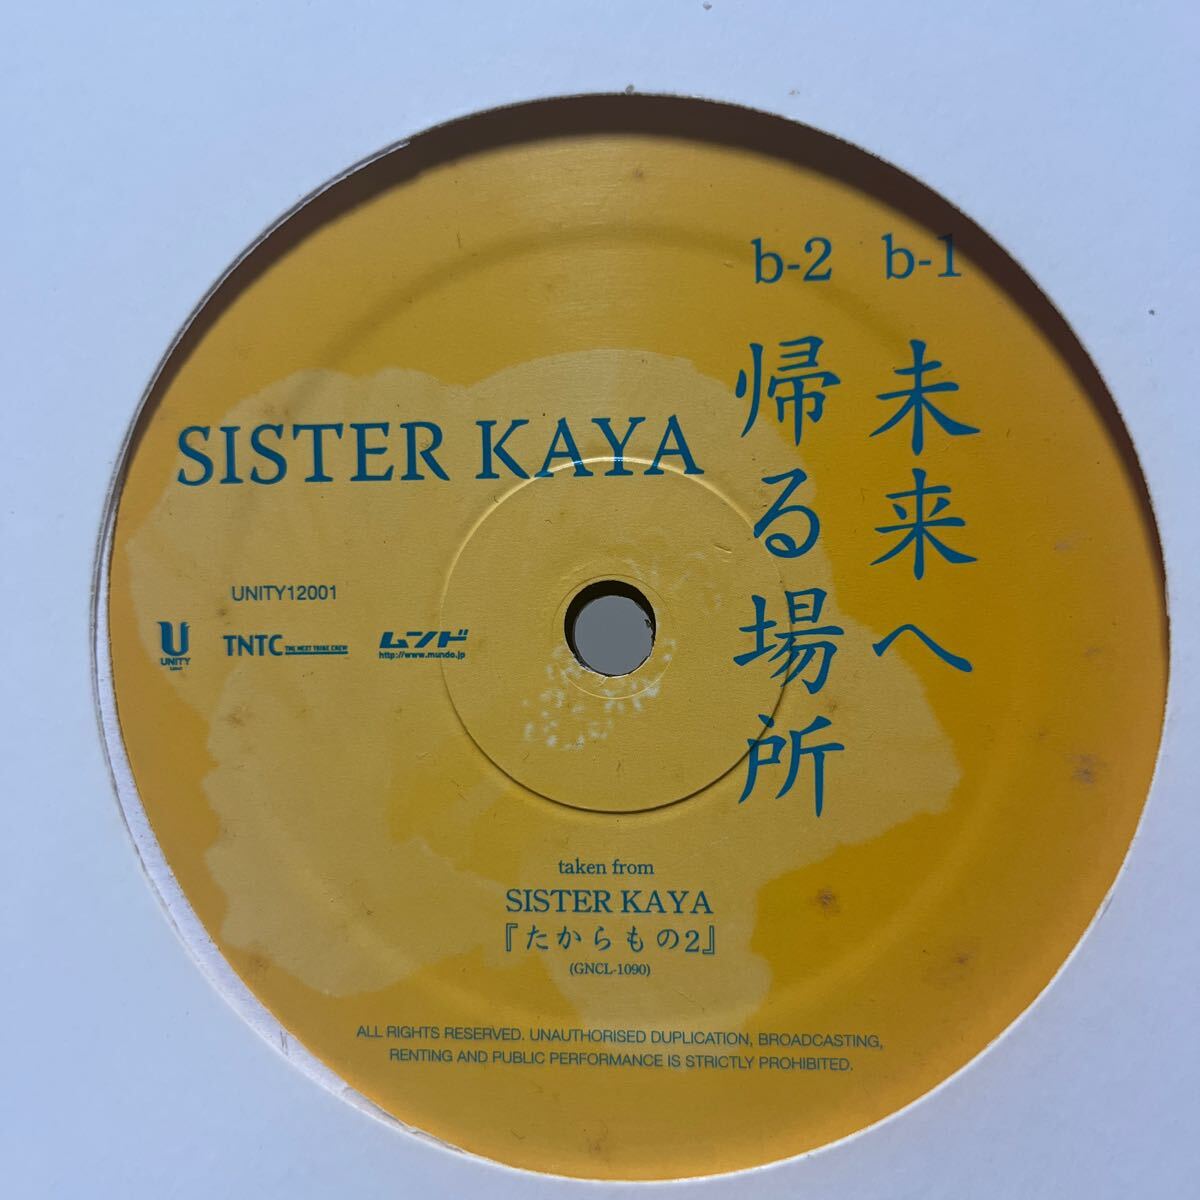 b-1 未来へ
b-2 帰る場所
SISTER KAYA
UNITY12001
U UNITY
TNTC THE NEXT TRIBE CREW
ムンド
http://www.mundo.jp
taken from
SISTER KAYA
『たからもの2』
(GNCL-1090)
ALL RIGHTS RESERVED. UNAUTHORISED DUPLICATION, BROADCASTING,
RENTING AND PUBLIC PERFORMANCE IS STRICTLY PROHIBITED.